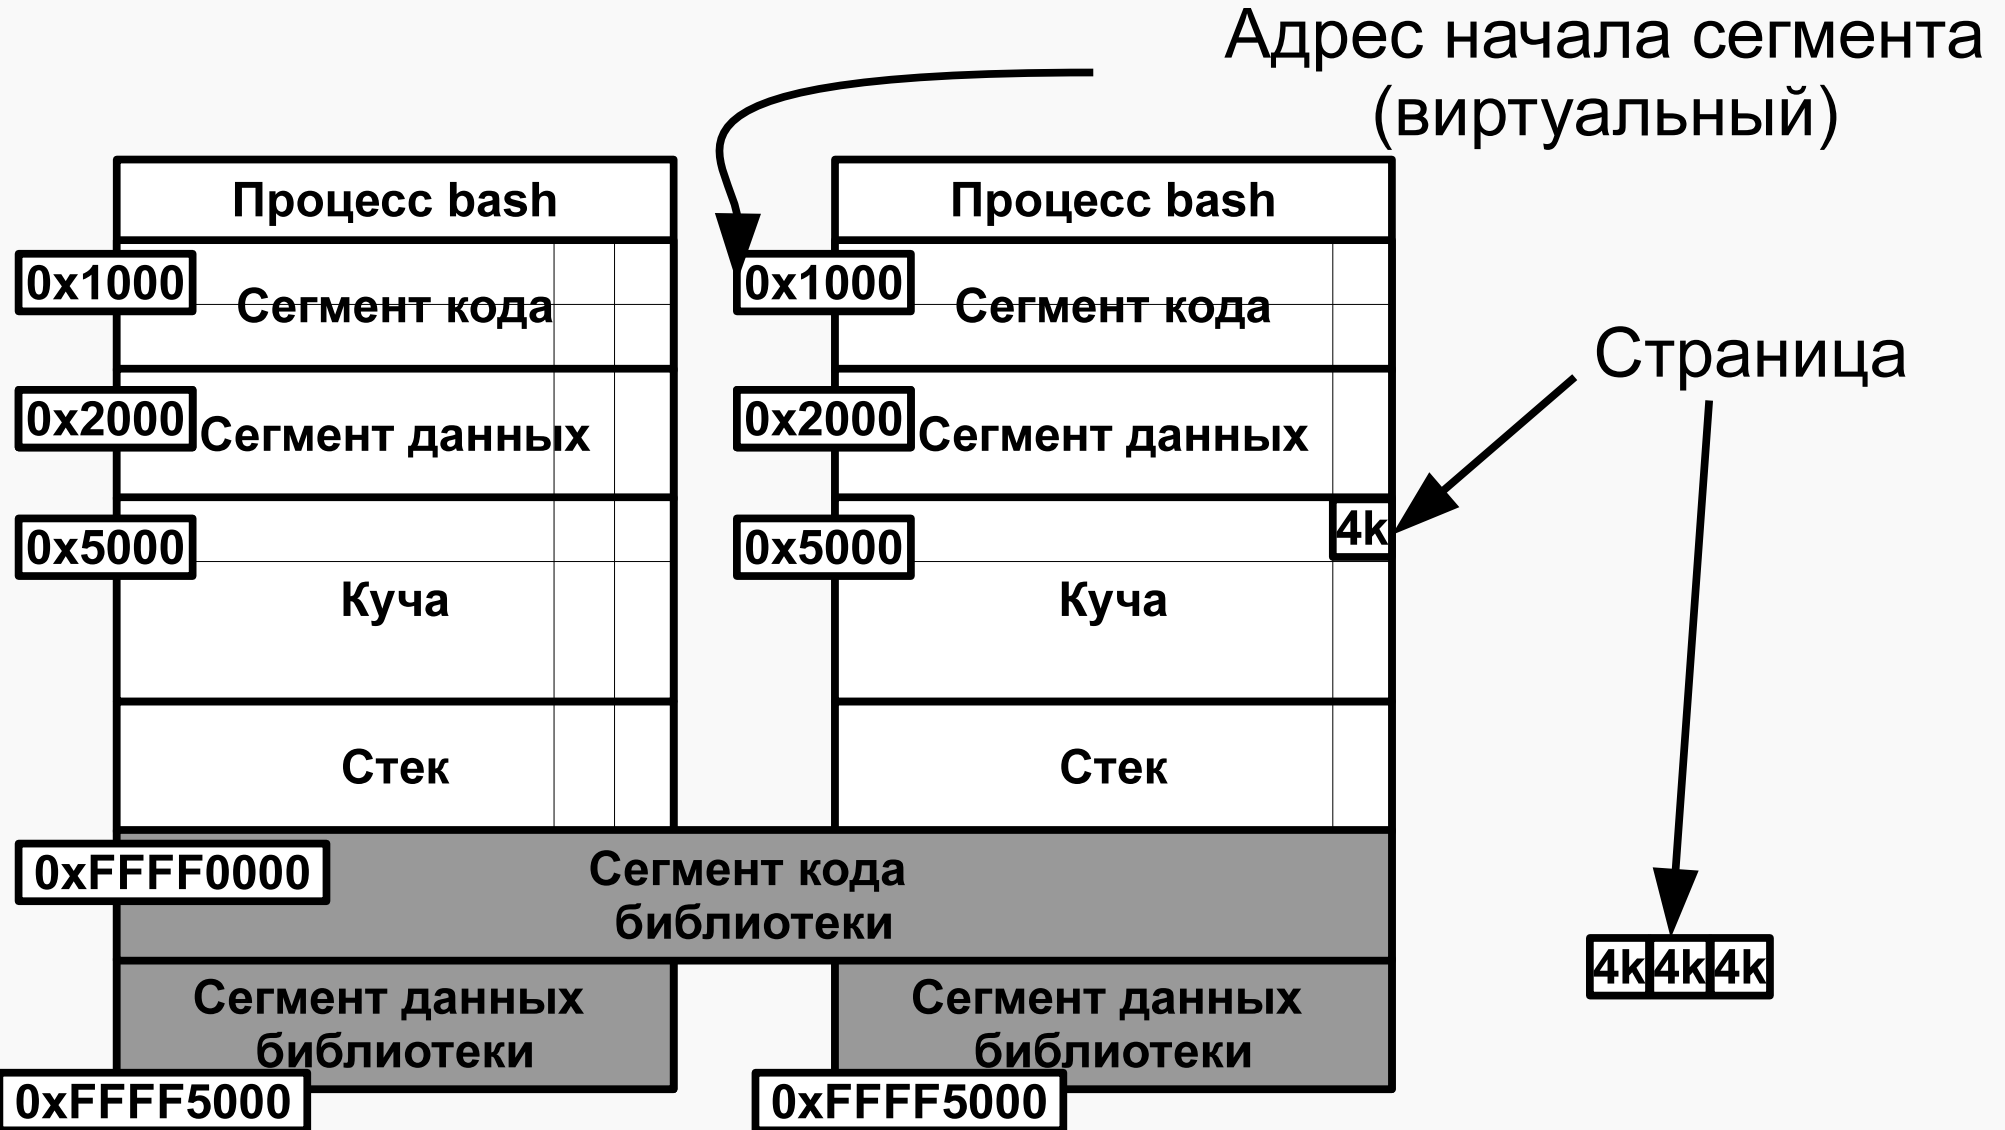 Адрес начала сегмента
(виртуальный)
Процесс bash
Процесс bash
0x1000
Сегмент кода
0x1000
Сегмент кода
Страница
0x2000
Сегмент данных
0x2000
Сегмент данных
0x5000
Куча
0x5000
4k
Куча
Стек
Стек
0xFFFF0000
Сегмент кода
библиотеки
4k 4k 4k
Сегмент данных
библиотеки
Сегмент данных
библиотеки
0xFFFF5000
0xFFFF5000